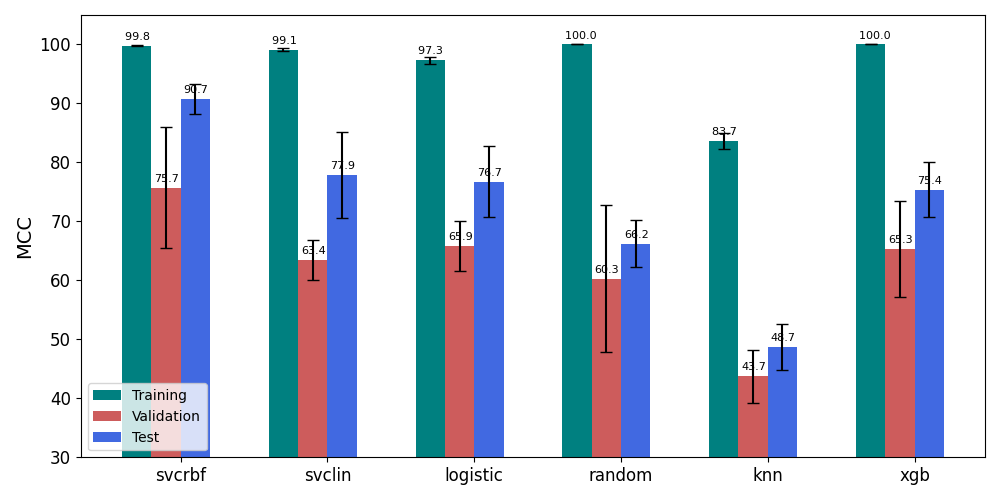 MCC
100
90
80
70
60
50
40
30
99.8
75.7
90.7
99.1
63.4
77.9
97.3
65.9
76.7
100.0
60.3
66.2
83.7
43.7
48.7
100.0
65.3
75.4
Training
Validation
Test
svcrbf
svclin
logistic
random
knn
xgb